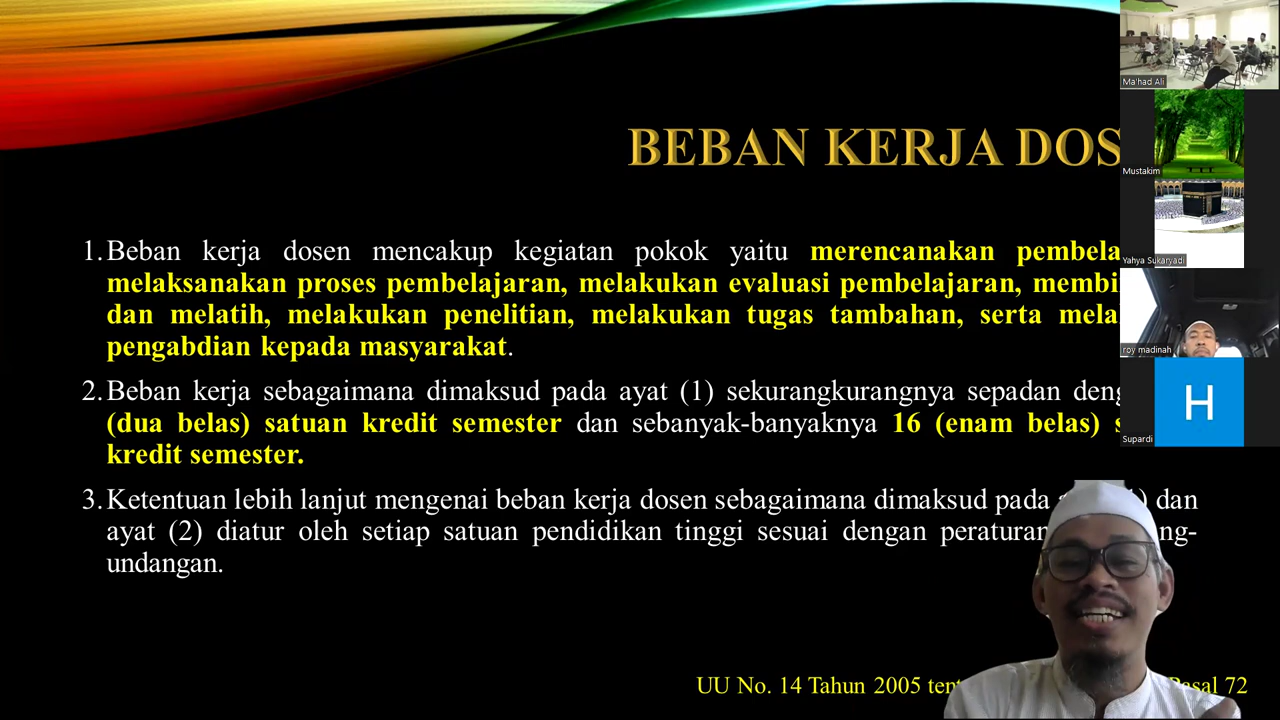 BEBAN KERJA DOS
1. Beban kerja dosen mencakup kegiatan pokok yaitu merencanakan pembela
melaksanakan proses pembelajaran, melakukan evaluasi pembelajaran, membi
dan melatih, melakukan penelitian, melakukan tugas tambahan, serta mela
pengabdian kepada masyarakat.
2. Beban kerja sebagaimana dimaksud pada ayat (1) sekurangkurangnya sepadan deng
(dua belas) satuan kredit semester dan sebanyak-banyaknya 16 (enam belas) s
kredit semester.
3. Ketentuan lebih lanjut mengenai beban kerja dosen sebagaimana dimaksud pada dan
ayat (2) diatur oleh setiap satuan pendidikan tinggi sesuai dengan peraturan ng-
undangan.
UU No. 14 Tahun 2005 tent Pasal 72
Ma'had Ali
Mustakim
Yahya Sukaryadi
roy madinah
H
Supardi